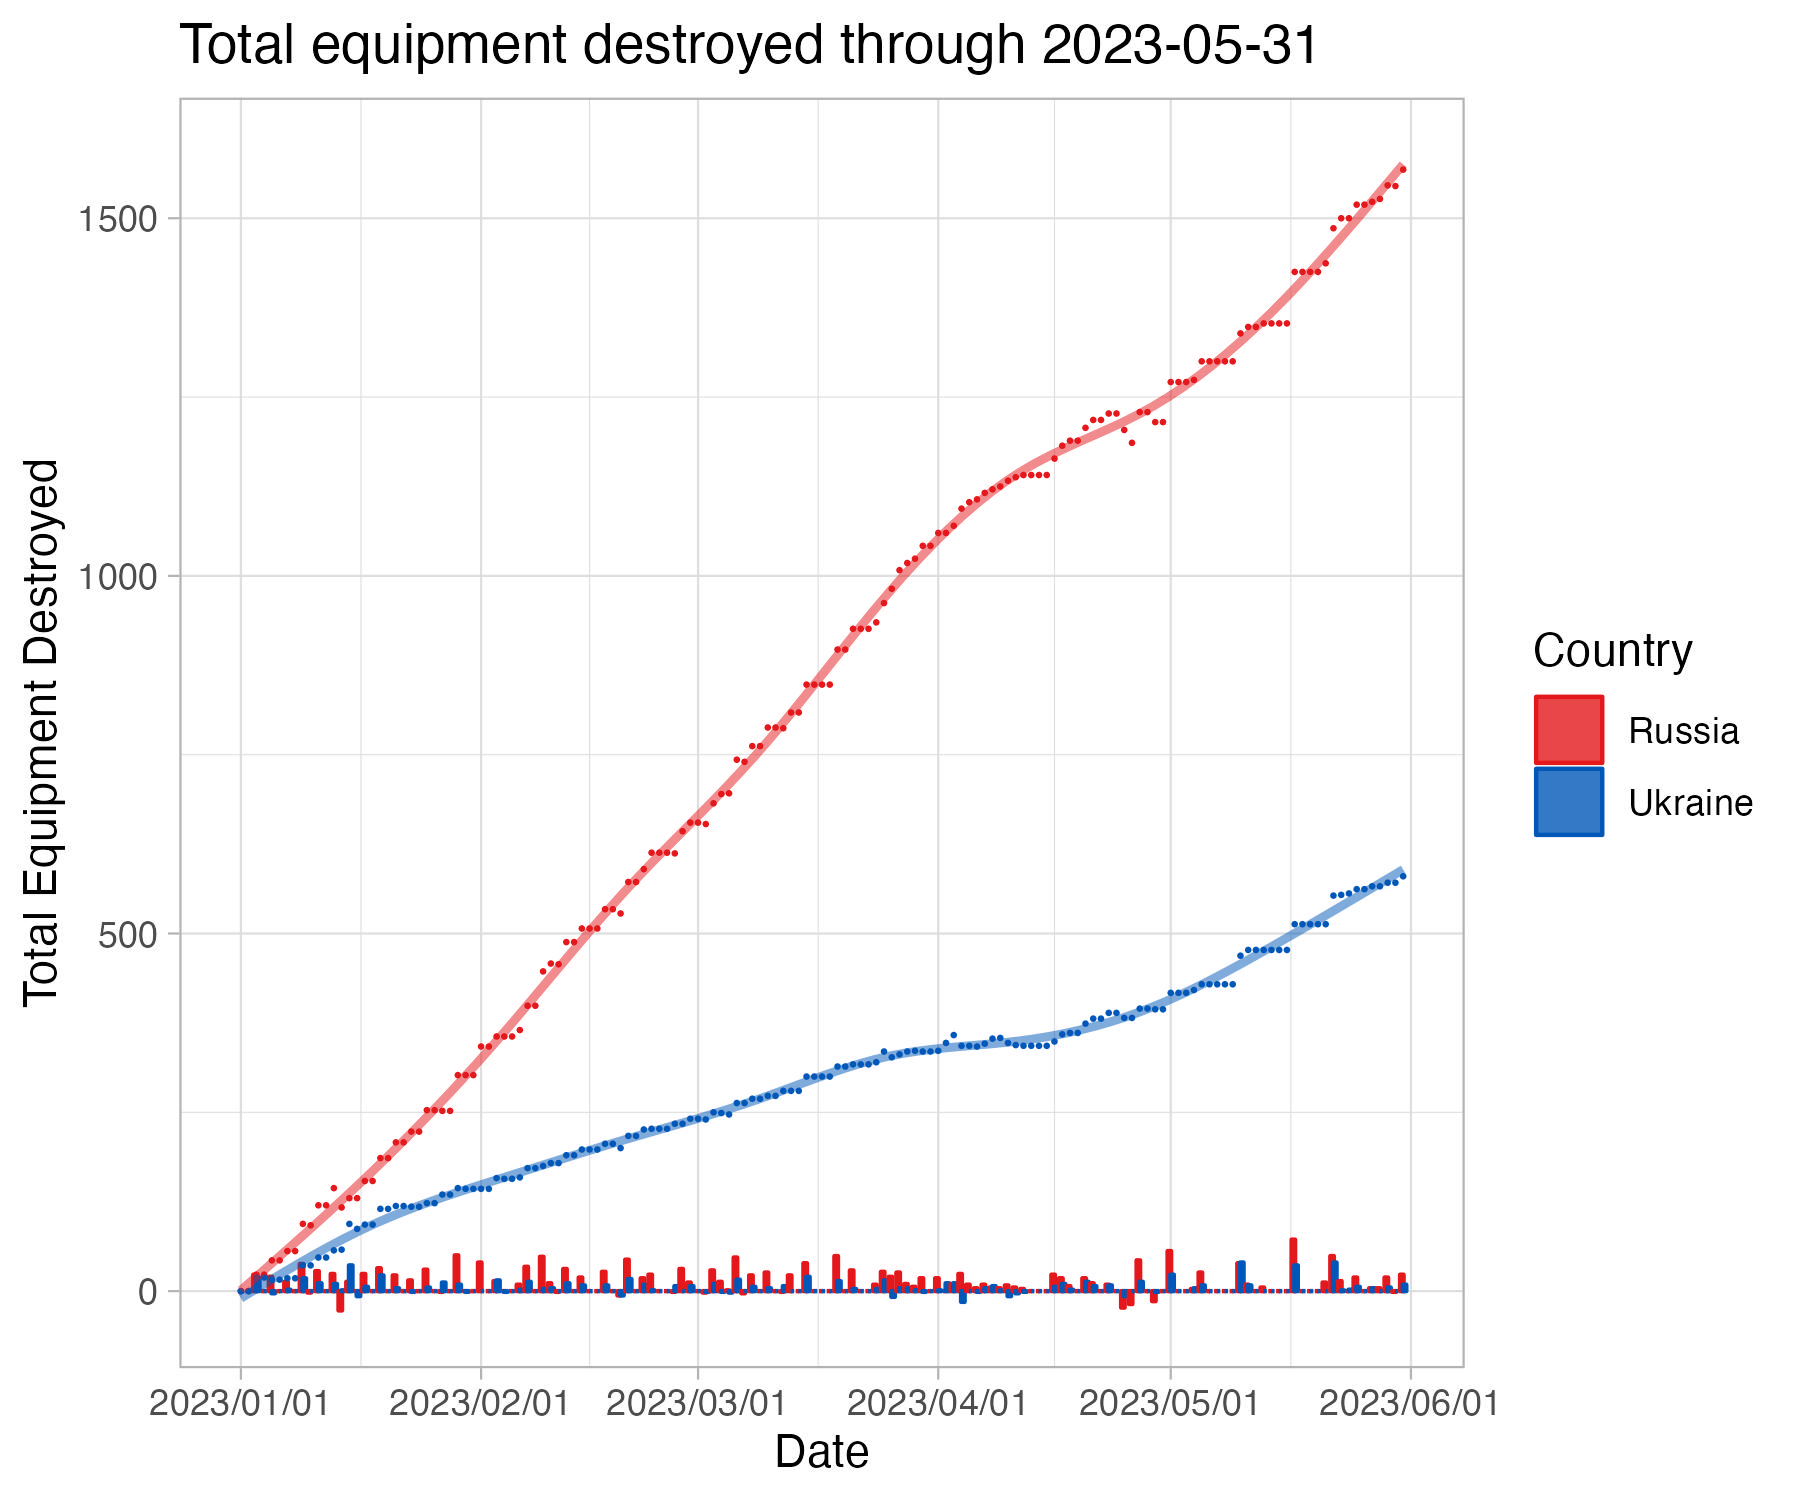 Total equipment destroyed through 2023-05-31
Total Equipment Destroyed
1500
1000
500
0
2023/01/01 2023/02/01 2023/03/01 2023/04/01 2023/05/01 2023/06/01
Date
Country
Russia
Ukraine